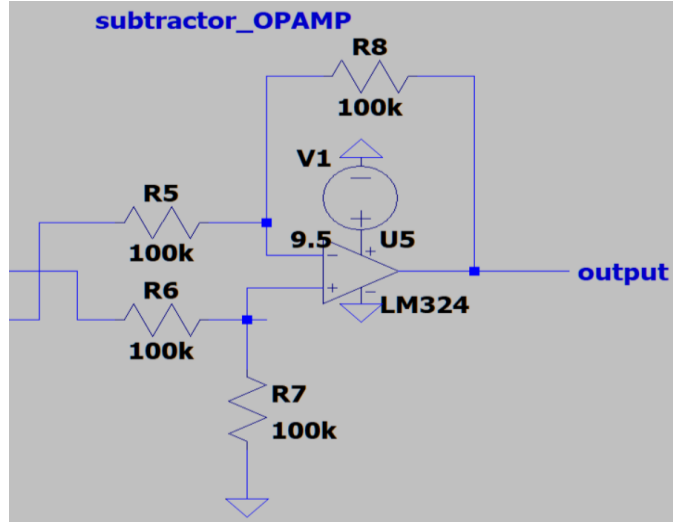 subtractor_OPAMP
R8
100k
V1
R5
9.5
U5
100k
output
R6
LM324
100k
R7
100k